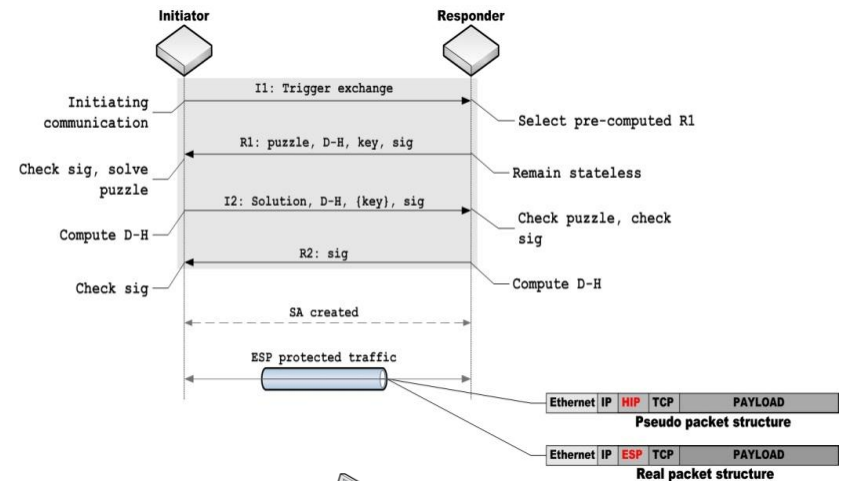 Initiator
Responder
I1: Trigger exchange
Initiating
communication
Select pre-computed R1
R1: puzzle, D-H, key, sig
Check sig, solve
puzzle
Remain stateless
I2: Solution, D-H, {key}, sig
Check puzzle, check
sig
Compute D-H
R2: sig
Compute D-H
Check sig
SA created
ESP protected traffic
Ethernet IP HIP TCP PAYLOAD
Pseudo packet structure
Ethernet IP ESP TCP PAYLOAD
Real packet structure